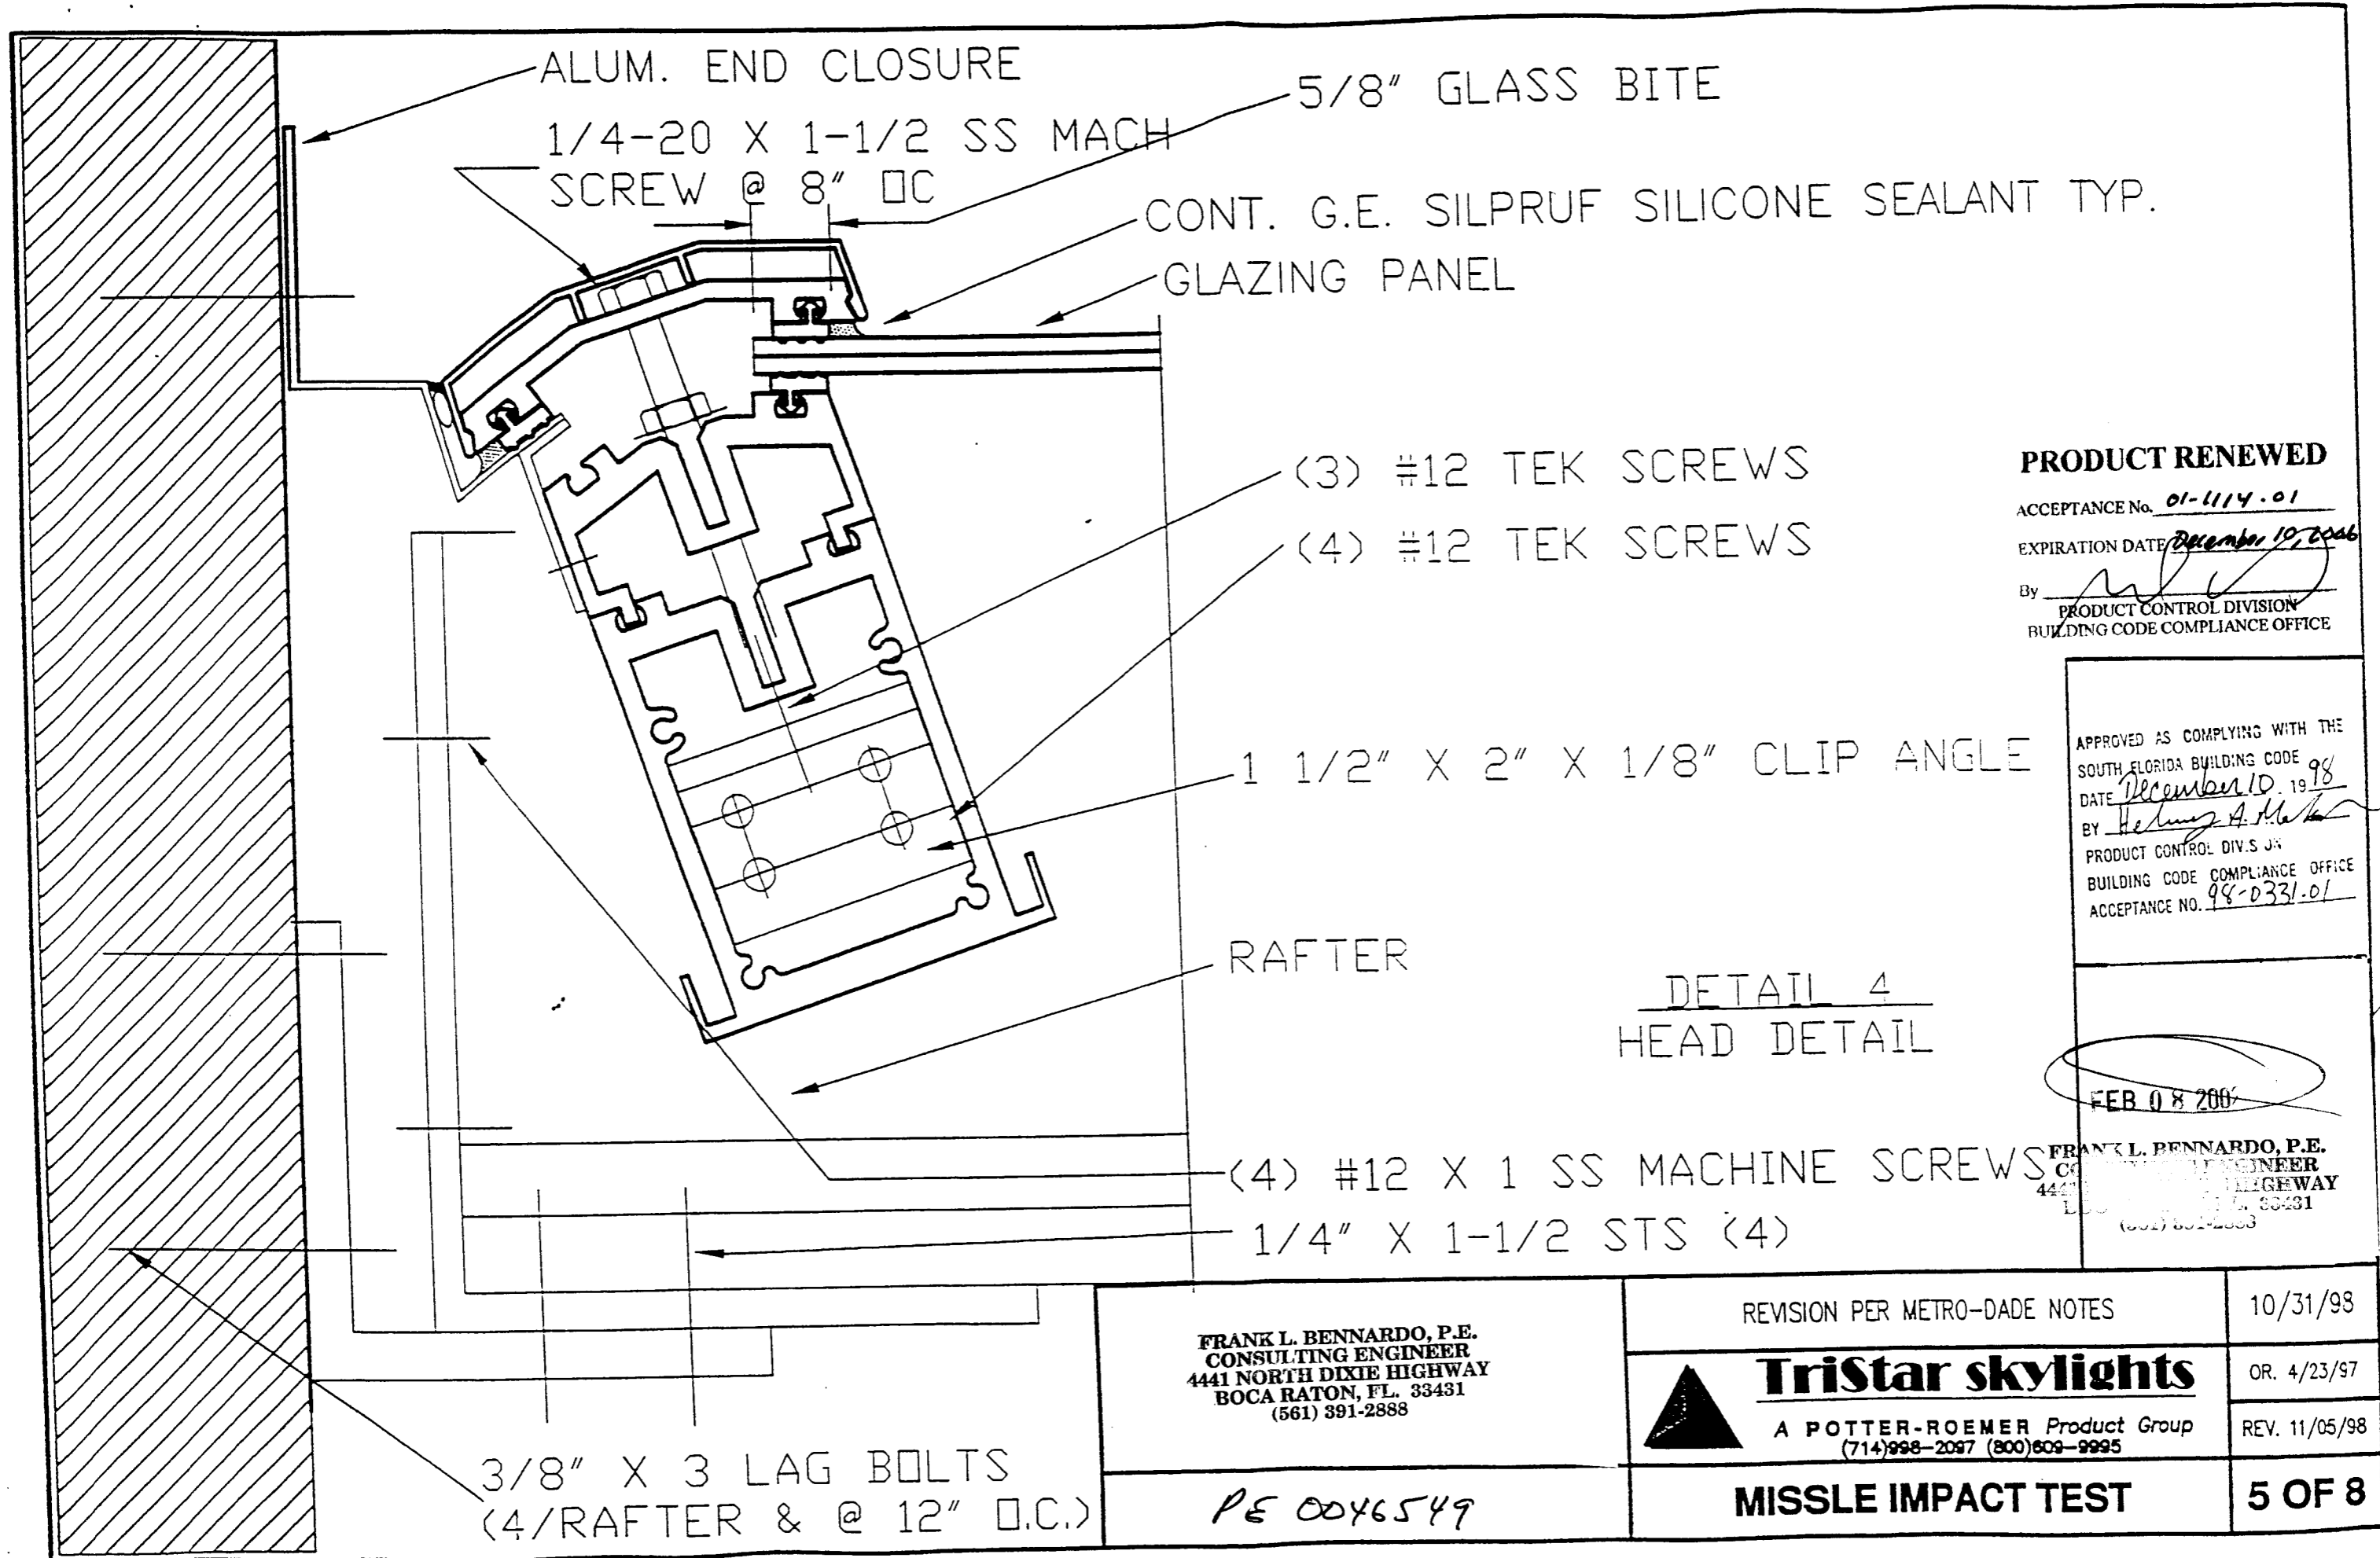 ALUM. END CLOSURE
5/8" GLASS BITE
1/4-20 X 1-1/2 SS MACH
SCREW @ 8" OC
CONT. G.E. SILPRUF SILICONE SEALANT TYP.
GLAZING PANEL
(3) #12 TEK SCREWS
(4) #12 TEK SCREWS
PRODUCT RENEWED
ACCEPTANCE No. 01-1114.01
EXPIRATION DATE December 10, 2006
By
PRODUCT CONTROL DIVISION
BUILDING CODE COMPLIANCE OFFICE
1 1/2" X 2" X 1/8" CLIP ANGLE
APPROVED AS COMPLYING WITH THE
SOUTH FLORIDA BUILDING CODE
DATE December 10, 1998
BY
PRODUCT CONTROL
BUILDING CODE COMPLIANCE OFFICE
ACCEPTANCE NO. 98-0331.01
RAFTER
DETAIL 4
HEAD DETAIL
FEB 08
(4) #12 X 1 SS MACHINE SCREWS
FRANK L. BENNARDO, P.E.
ENGINEER
HIGHWAY
33431
1/4" X 1-1/2 STS (4)
3/8" X 3 LAG BOLTS
(4/RAFTER & @ 12" O.C.)
FRANK L. BENNARDO, P.E.
CONSULTING ENGINEER
4441 NORTH DIXIE HIGHWAY
BOCA RATON, FL. 33431
(561) 391-2888
PE 0046549
REVISION PER METRO-DADE NOTES
10/31/98
TriStar skylights
A POTTER-ROEMER Product Group
(714)998-2097 (800)609-9995
OR. 4/23/97
REV. 11/05/98
MISSLE IMPACT TEST
5 OF 8